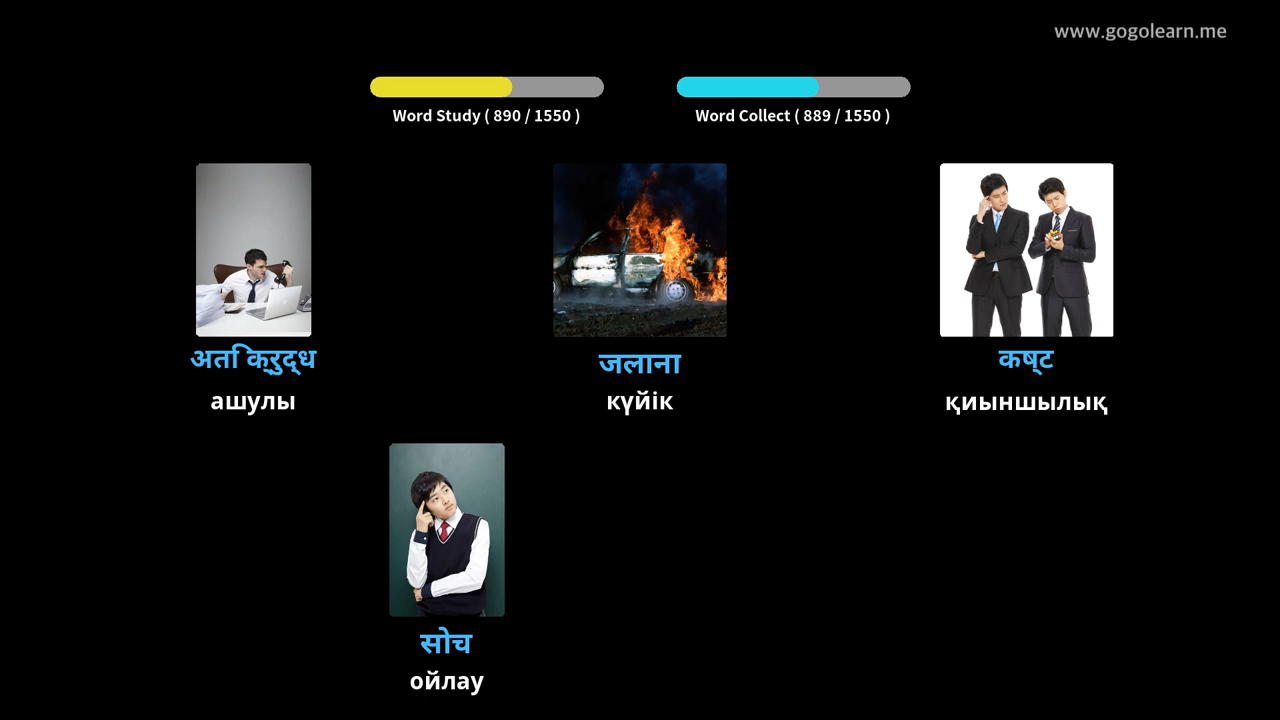 www.gogolearn.me
Word Study ( 890 / 1550 )
Word Collect ( 889 / 1550 )
अति क्रुद्ध
जलाना
कष्ट
ашулы
күйік
қиыншылық
सोच
ойлау